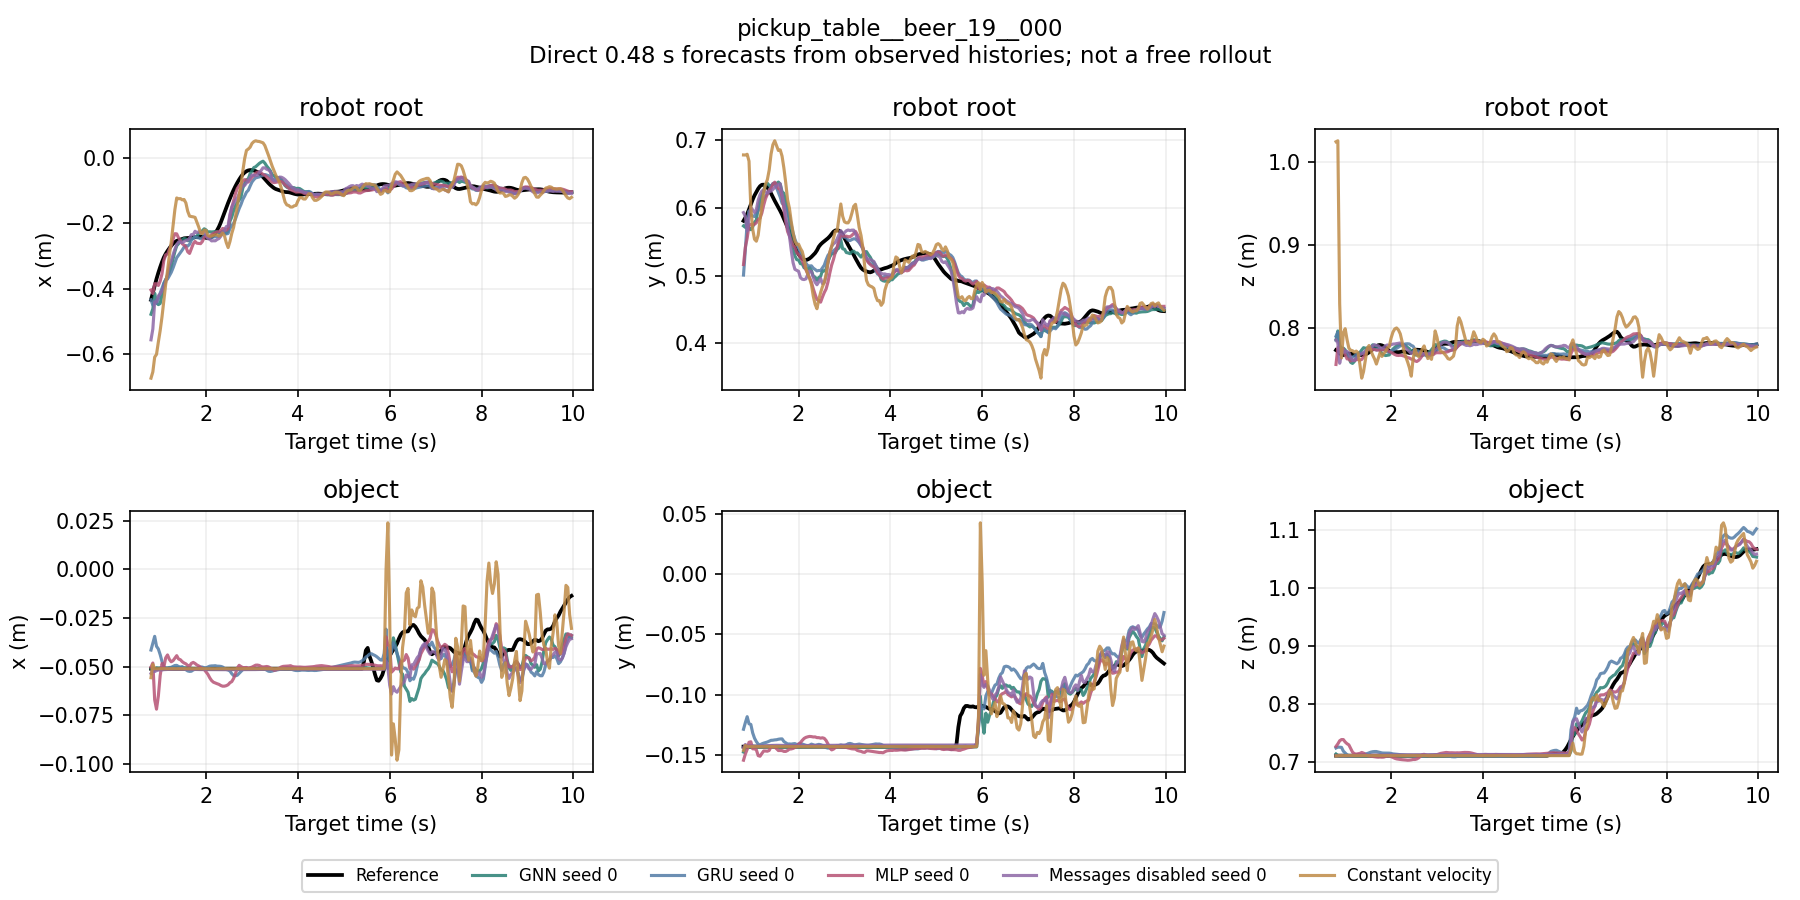 pickup_table__beer_19__000
Direct 0.48 s forecasts from observed histories; not a free rollout
robot root
0.0
−0.2
−0.4
−0.6
x (m)
2 4 6 8 10
Target time (s)
robot root
0.7
0.6
0.5
0.4
y (m)
2 4 6 8 10
Target time (s)
robot root
1.0
0.9
0.8
z (m)
2 4 6 8 10
Target time (s)
object
0.025
0.000
−0.025
−0.050
−0.075
−0.100
x (m)
2 4 6 8 10
Target time (s)
object
0.05
0.00
−0.05
−0.10
−0.15
y (m)
2 4 6 8 10
Target time (s)
object
1.1
1.0
0.9
0.8
0.7
z (m)
2 4 6 8 10
Target time (s)
Reference GNN seed 0 GRU seed 0 MLP seed 0 Messages disabled seed 0 Constant velocity